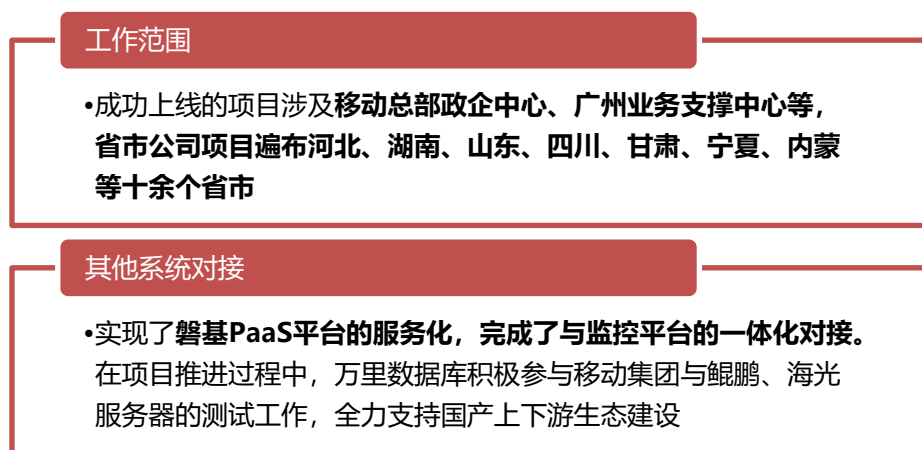 工作范围
•成功上线的项目涉及移动总部政企中心、广州业务支撑中心等，
省市公司项目遍布河北、湖南、山东、四川、甘肃、宁夏、内蒙
等十余个省市
其他系统对接
•实现了磐基PaaS平台的服务化，完成了与监控平台的一体化对接。
在项目推进过程中，万里数据库积极参与移动集团与鲲鹏、海光
服务器的测试工作，全力支持国产上下游生态建设